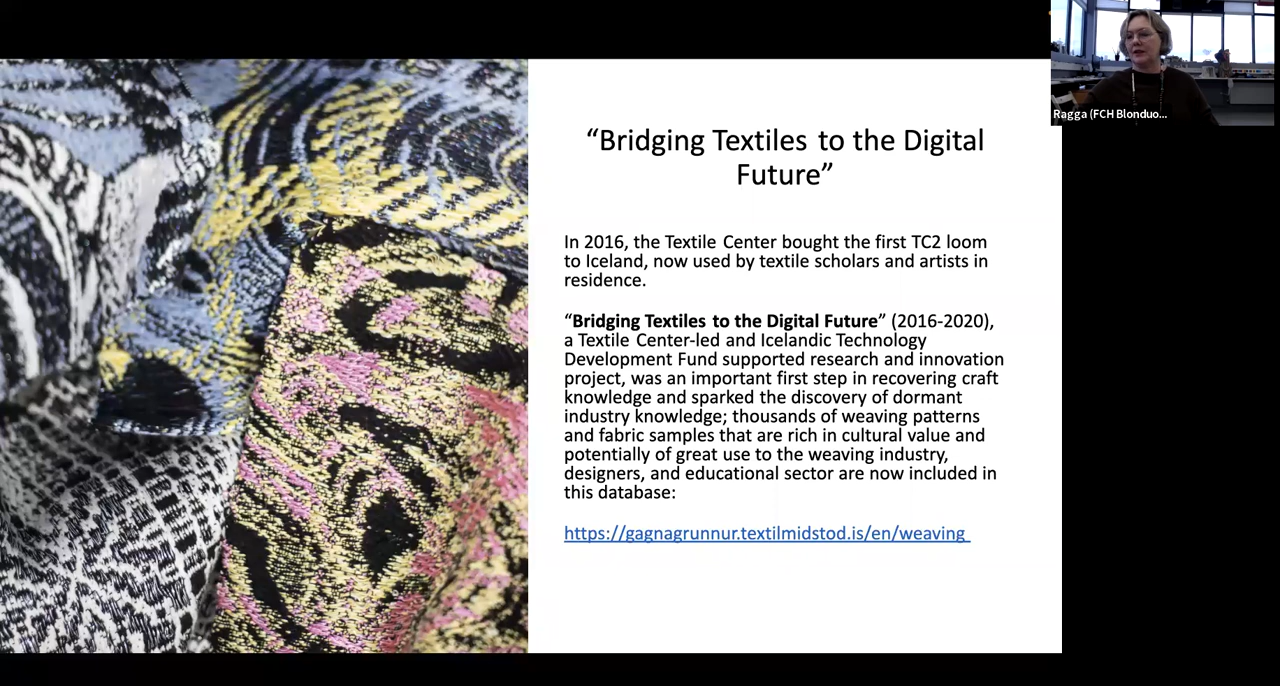 “Bridging Textiles to the Digital
Future”
In 2016, the Textile Center bought the first TC2 loom
to Iceland, now used by textile scholars and artists in
residence.
“Bridging Textiles to the Digital Future” (2016-2020),
a Textile Center-led and Icelandic Technology
Development Fund supported research and innovation
project, was an important first step in recovering craft
knowledge and sparked the discovery of dormant
industry knowledge; thousands of weaving patterns
and fabric samples that are rich in cultural value and
potentially of great use to the weaving industry,
designers, and educational sector are now included in
this database:
https://gagnagrunnur.textilmidstod.is/en/weaving
Ragga (FCH Blonduo...